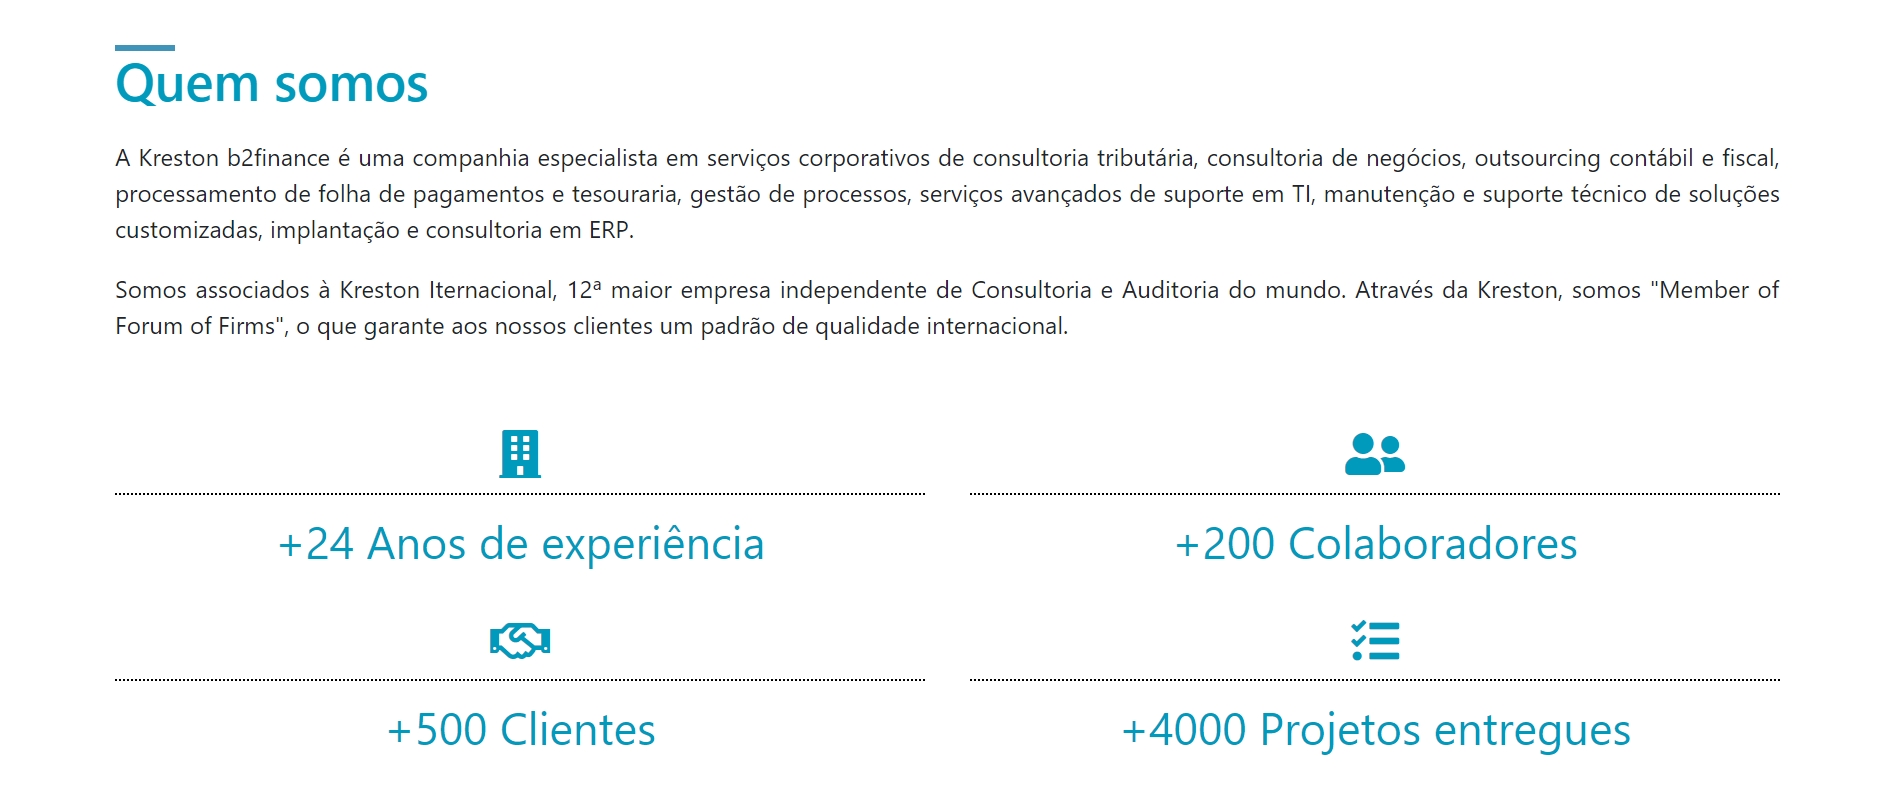 Quem somos
A Kreston b2finance é uma companhia especialista em serviços corporativos de consultoria tributária, consultoria de negócios, outsourcing contábil e fiscal,
processamento de folha de pagamentos e tesouraria, gestão de processos, serviços avançados de suporte em TI, manutenção e suporte técnico de soluções
customizadas, implantação e consultoria em ERP.
Somos associados à Kreston Iternacional, 12ª maior empresa independente de Consultoria e Auditoria do mundo. Através da Kreston, somos "Member of
Forum of Firms", o que garante aos nossos clientes um padrão de qualidade internacional.
+24 Anos de experiência
+200 Colaboradores
+500 Clientes
+4000 Projetos entregues